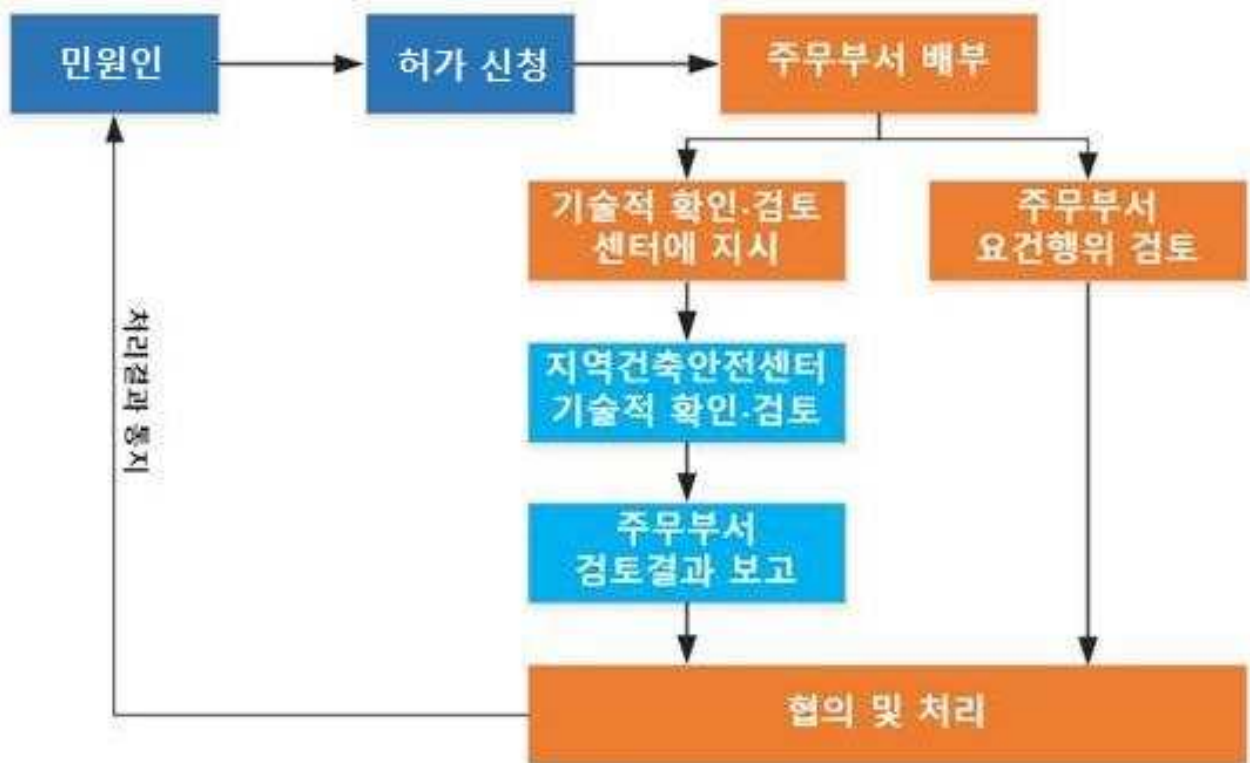 민원인
허가 신청
주무부서 배부
기술적 확인·검토
센터에 지시
주무부서
요건행위 검토
지역건축안전센터
기술적 확인·검토
주무부서
검토결과 보고
협의 및 처리
처리결과 통지